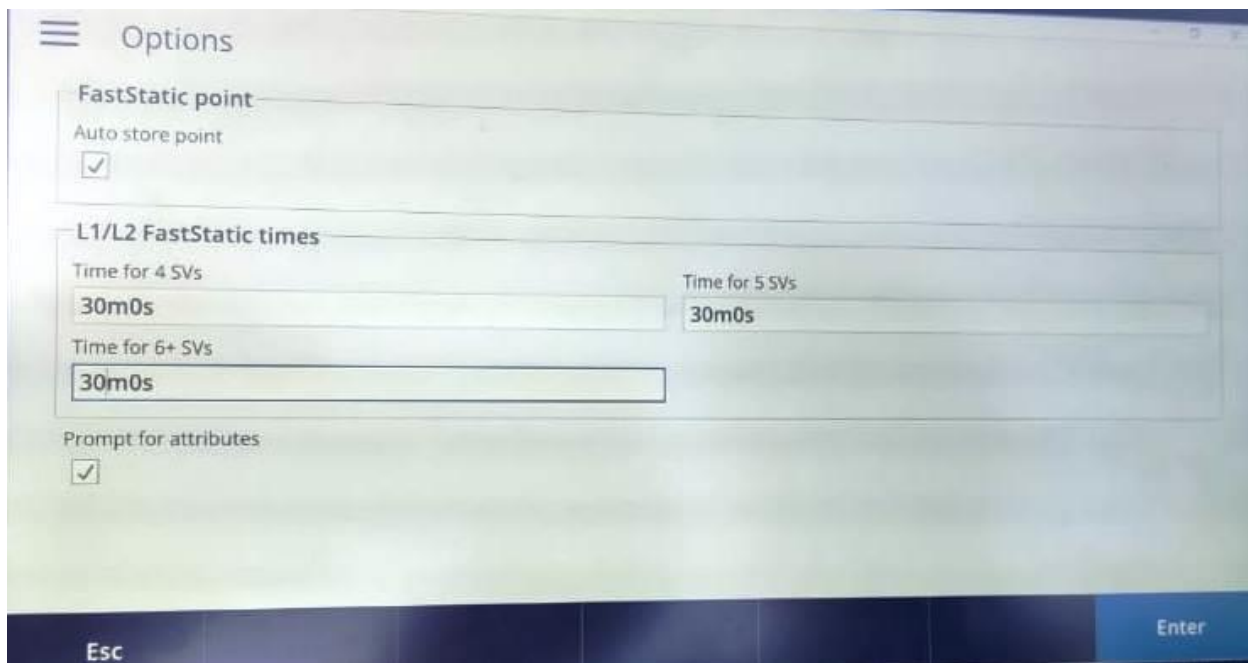 Options
FastStatic point
Auto store point
L1/L2 FastStatic times
Time for 4 SVs
Time for 5 SVs
30m0s
30m0s
Time for 6+ SVs
30m0s
Prompt for attributes
Esc
Enter